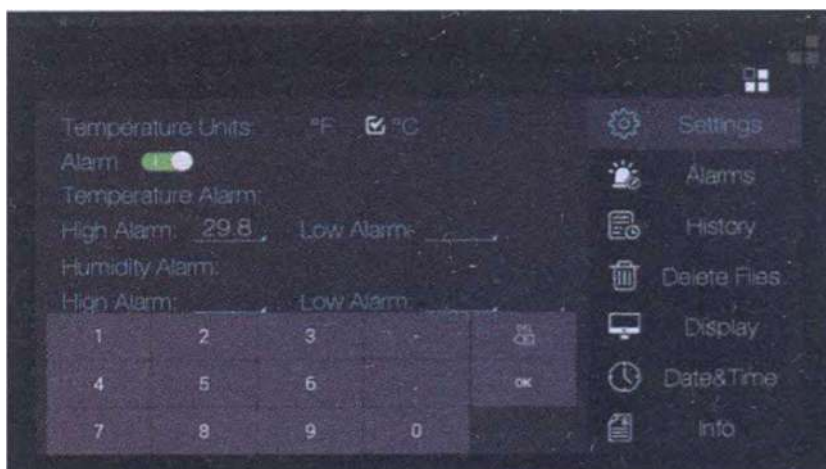 Temperature Units: °F °C
Alarm
Temperature Alarm:
High Alarm: 29.8 Low Alarm:
Humidity Alarm:
High Alarm: Low Alarm:
1 2 3 -
DEL
4 5 6 .
OK
7 8 9 0
Settings
Alarms
History
Delete Files
Display
Date&Time
Info